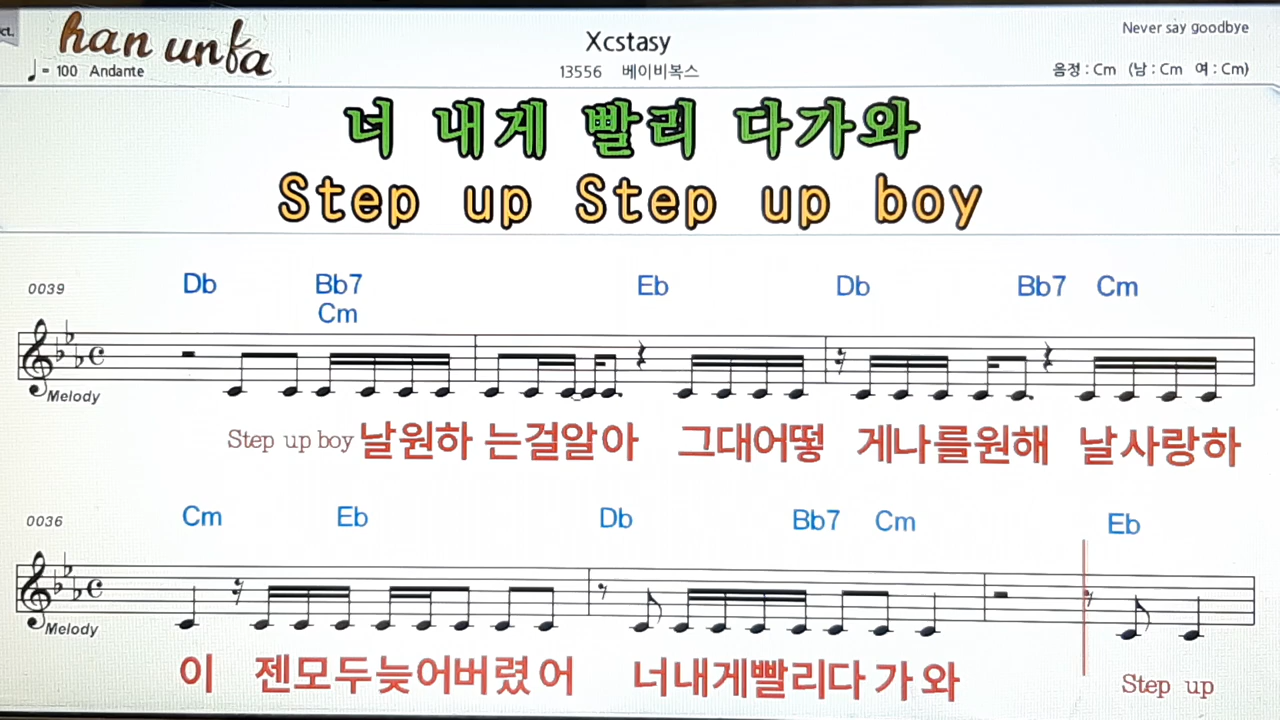 ct.
han unfa
Xcstasy
Never say goodbye
♩= 100 Andante
13556 베이비복스
음정 : Cm (남 : Cm 여 : Cm)
너 내게 빨리 다가와
Step up Step up boy
0039
Db Bb7 Eb Db Bb7 Cm
Cm
Melody
Step up boy 날원하 는걸알아 그대어떻 게나를원해 날사랑하
0036
Cm Eb Db Bb7 Cm Eb
Melody
이 젠모두늦어버렸어 너내게빨리다가와 Step up